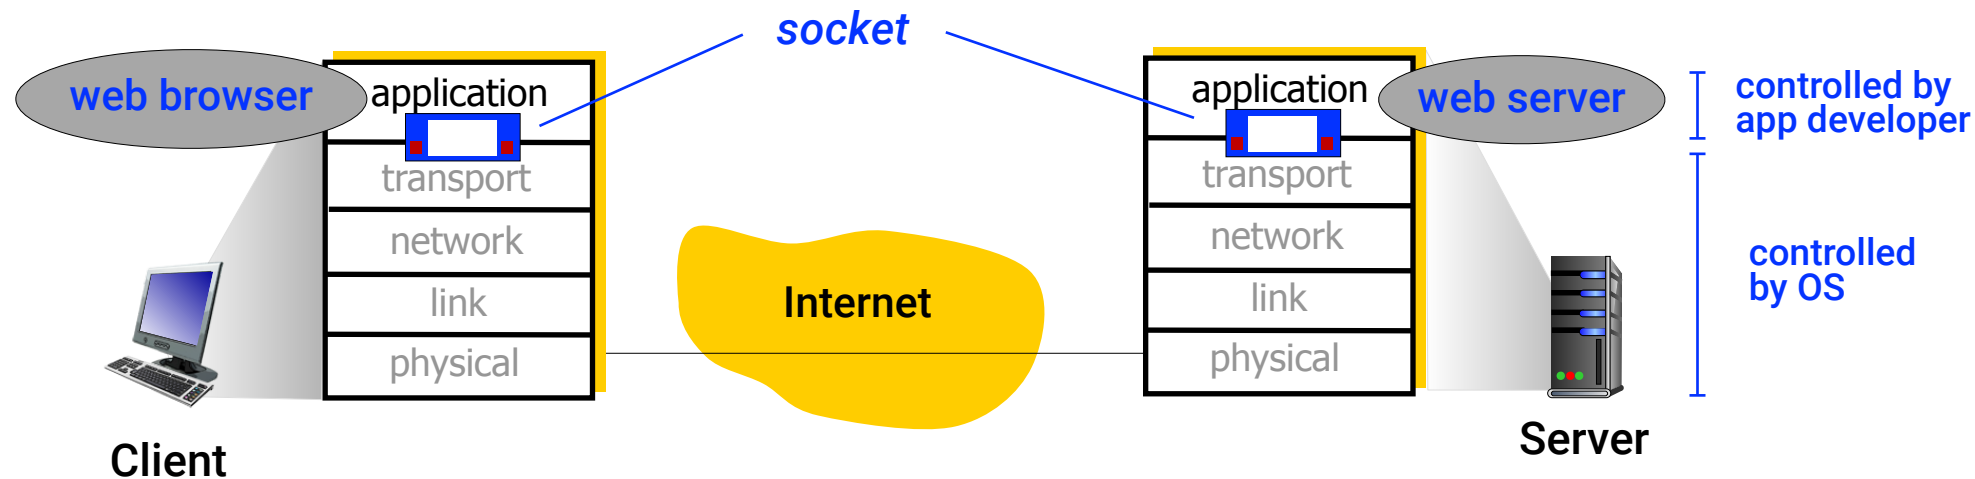 socket
web browser
application
transport
network
link
physical
Client
Internet
application
web server
transport
network
link
physical
Server
controlled by
app developer
controlled
by OS